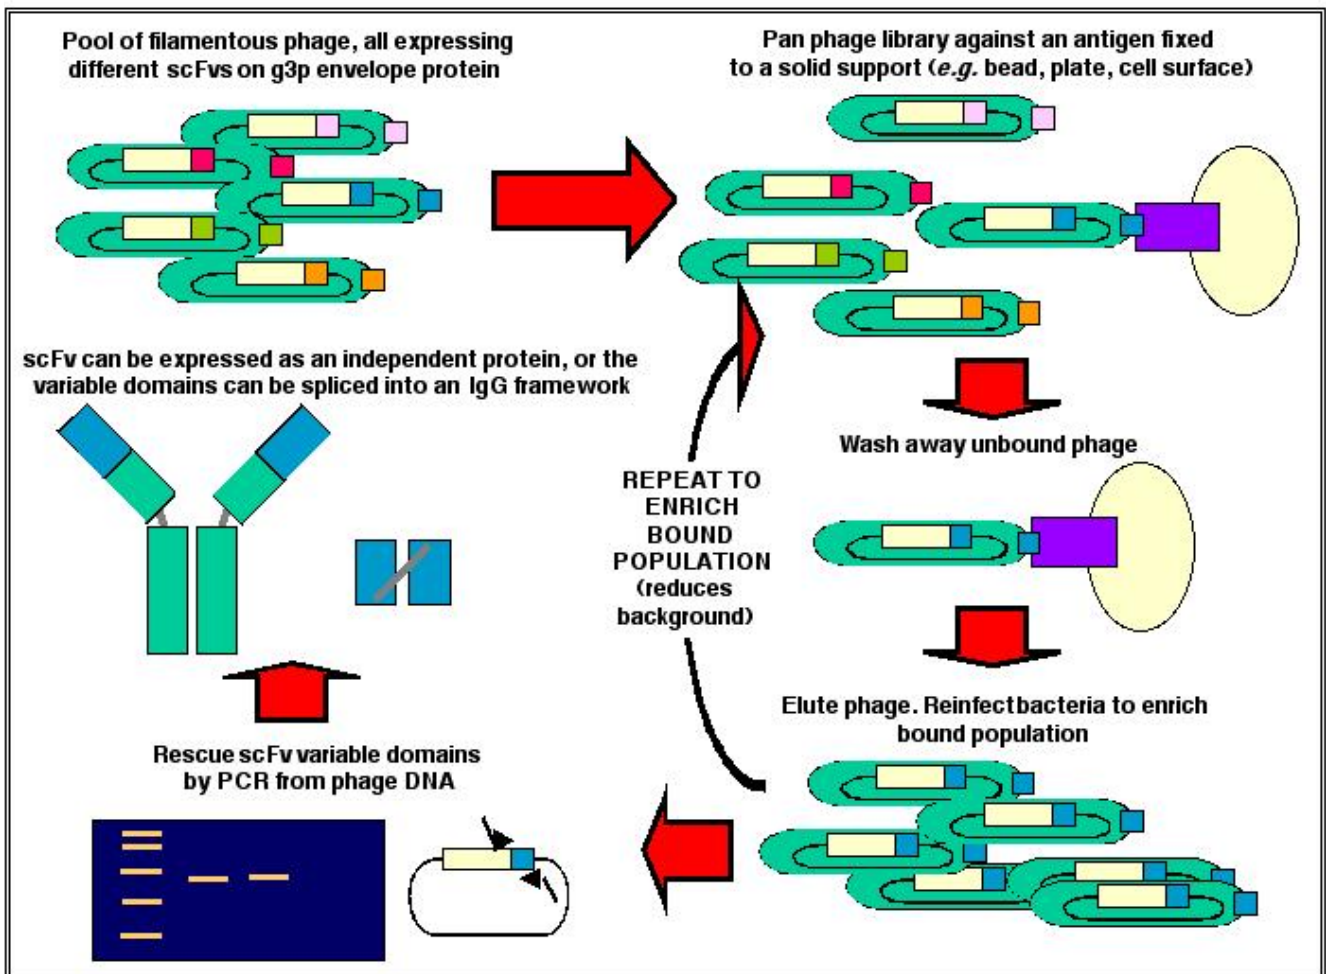 Pool of filamentous phage, all expressing
different scFvs on g3p envelope protein
Pan phage library against an antigen fixed
to a solid support (e.g. bead, plate, cell surface)
scFv can be expressed as an independent protein, or the
variable domains can be spliced into an IgG framework
Wash away unbound phage
REPEAT TO
ENRICH
BOUND
POPULATION
(reduces
background)
Elute phage. Reinfect bacteria to enrich
bound population
Rescue scFv variable domains
by PCR from phage DNA